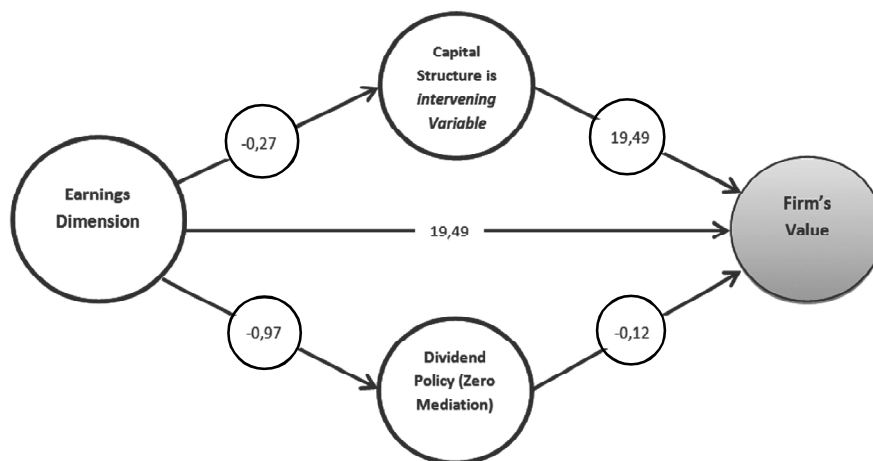 Capital
Structure is
intervening
Variable
-0,27
19,49
Earnings
Dimension
Firm's
Value
19,49
-0,97
-0,12
Dividend
Policy (Zero
Mediation)